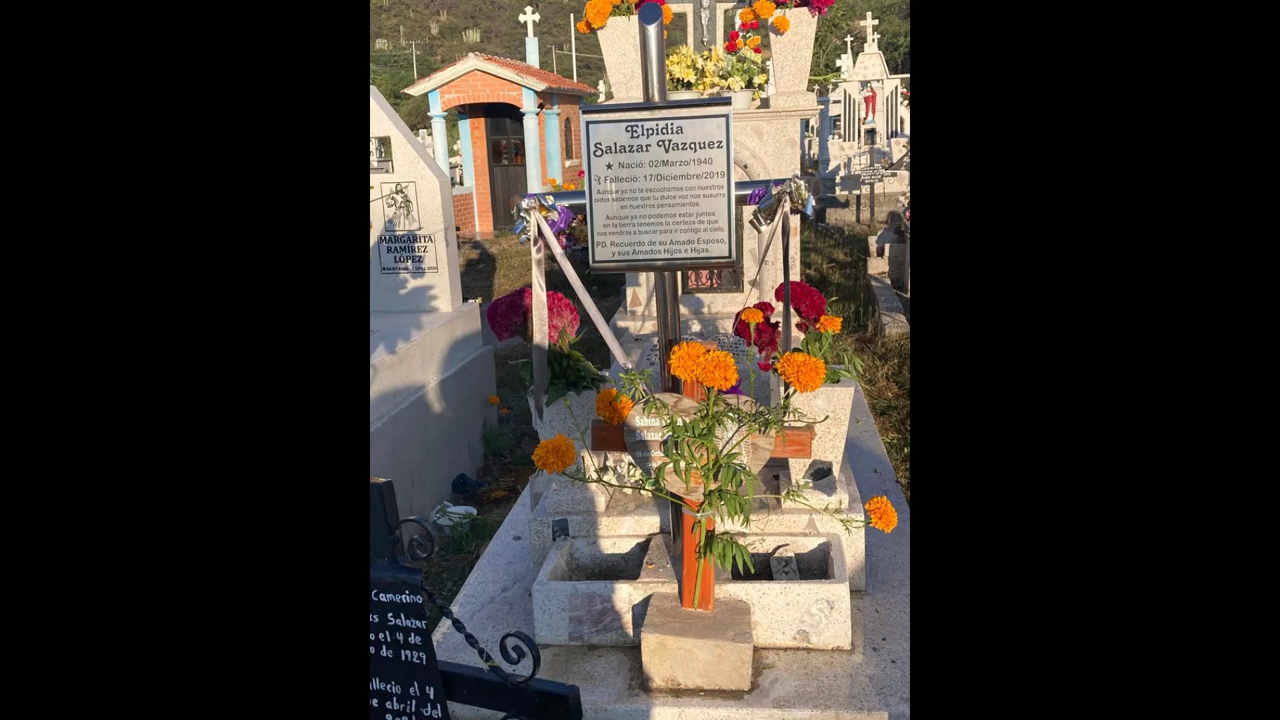 Elpidia
Salazar Vazquez
Nació: 02/Marzo/1940
Falleció: 17/Diciembre/2019
Aunque ya no te escuchamos con nuestros
oidos sabemos que tu dulce voz nos susurra
en nuestros pensamientos.
Aunque ya no podemos estar juntos
en la tierra tenemos la certeza de que
nos vendrás a buscar para ir contigo al cielo.
PD. Recuerdo de su Amado Esposo,
y sus Amados Hijos e Hijas.
MARGARITA
RAMÍREZ
LÓPEZ
Sabina
Salazar
Camerino
Salazar
o el 4 de
o de 1929
el 4
abril del